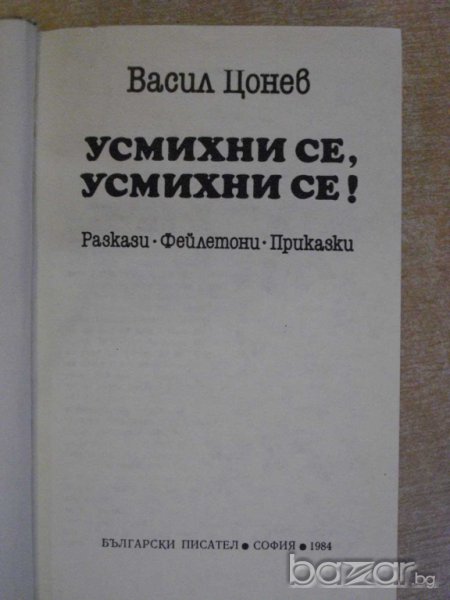 Васил Цонев
УСМИХНИ СЕ,
УСМИХНИ СЕ!
Разкази · Фейлетони · Приказки
БЪЛГАРСКИ ПИСАТЕЛ ● СОФИЯ ● 1984
bazar.bg